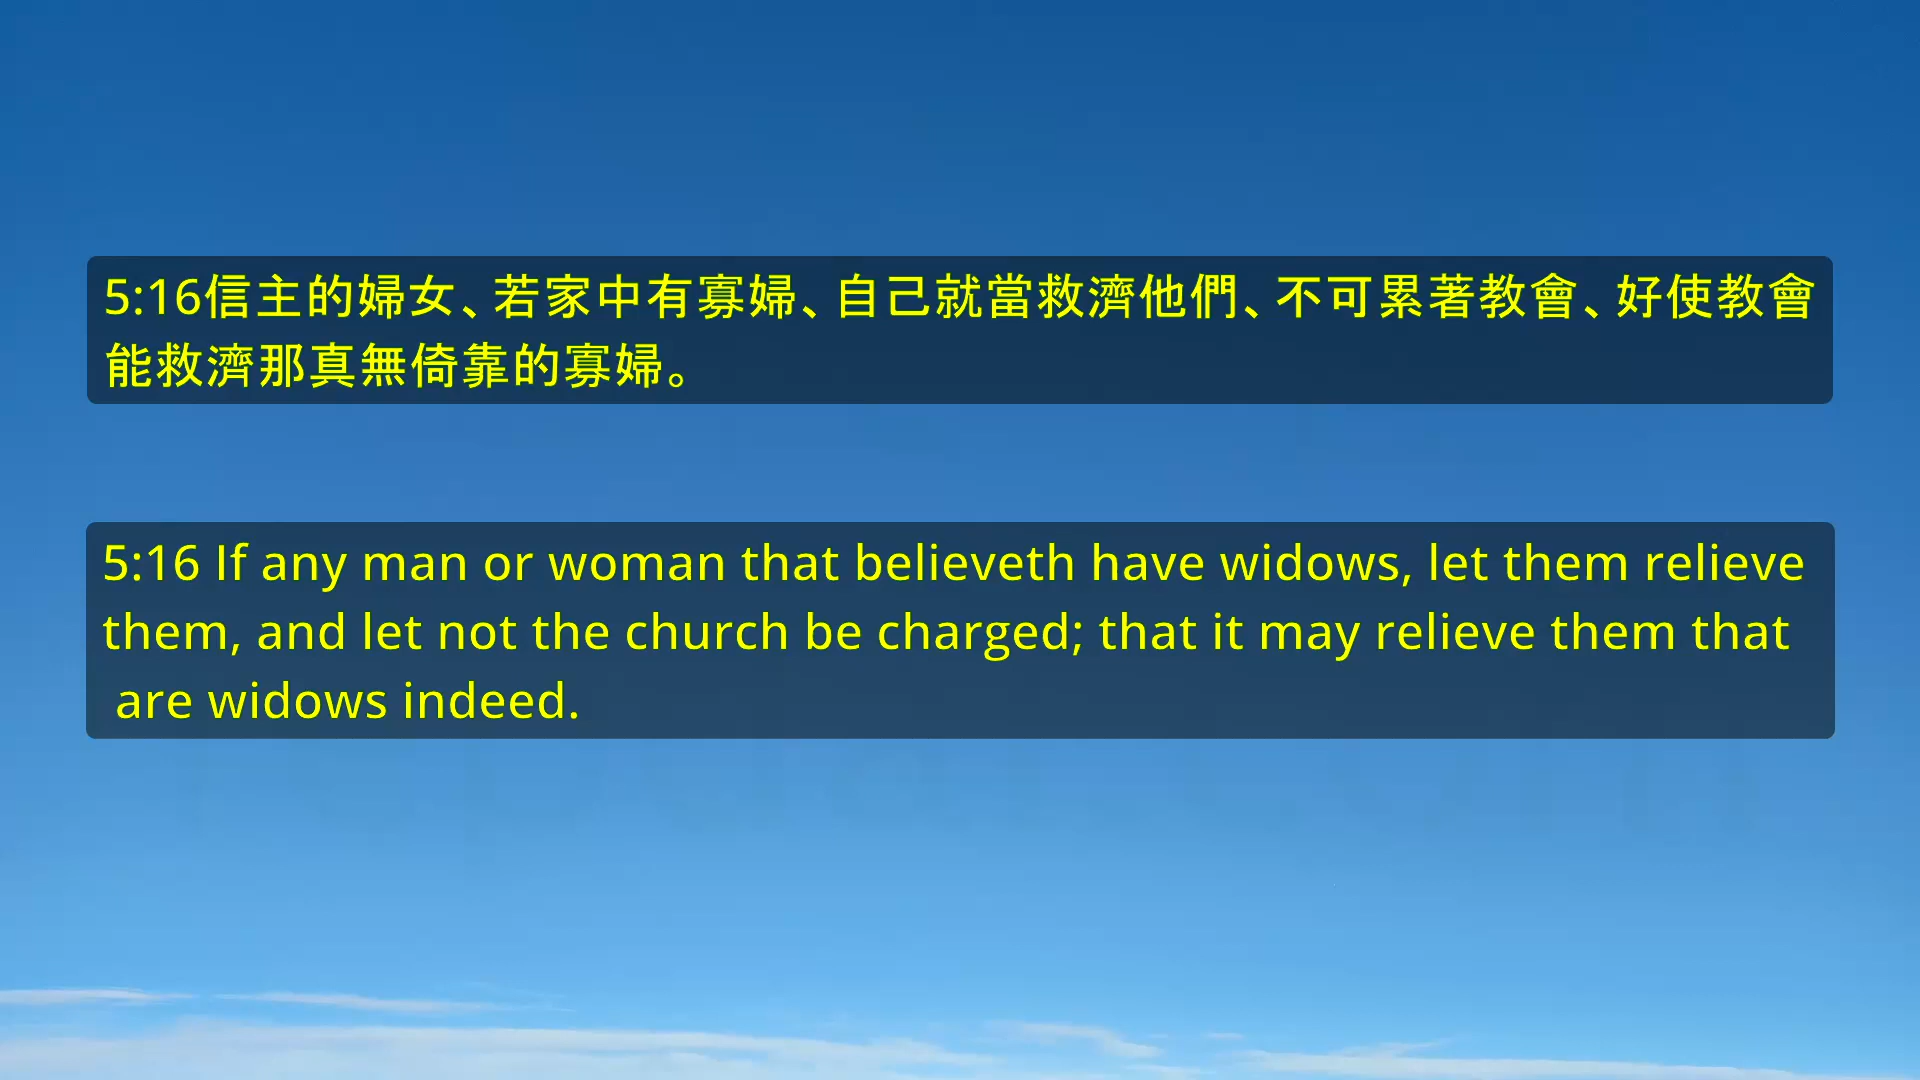 5:16信主的婦女、若家中有寡婦、自己就當救濟他們、不可累著教會、好使教會
能救濟那真無倚靠的寡婦。
5:16 If any man or woman that believeth have widows, let them relieve
them, and let not the church be charged; that it may relieve them that
are widows indeed.